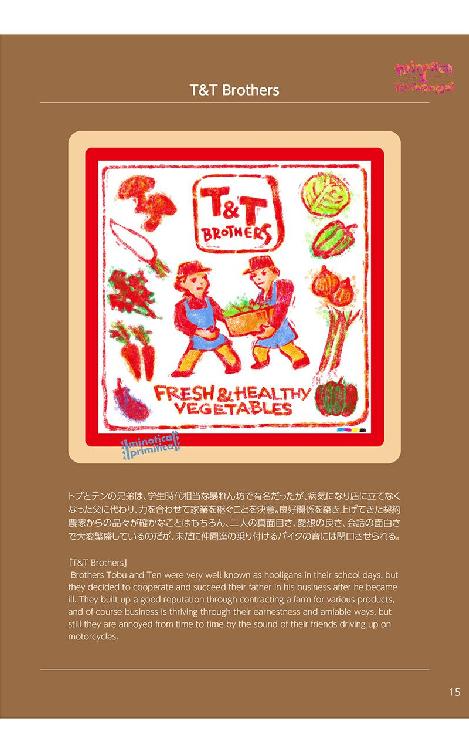 T&T Brothers
T&T
BROTHERS
FRESH & HEALTHY
VEGETABLES
minotical
primitical
トブとテンの兄弟は、学生時代相当な暴れん坊で有名だったが、病気になり店に立てなく
なった父に代わり、力を合わせて家業を継ぐことを決意。良好関係を築き上げてきた契約
農家からの品々が確かなことはもちろん、二人の真面目さ、愛想の良さ、会話の面白さ
で大変繁盛しているのだが、未だに仲間達の乗り付けるバイクの音には閉口させられる。
『T&T Brothers』
Brothers Tobu and Ten were very well known as hooligans in their school days, but
they decided to cooperate and succeed their father in his business after he became
ill. They built up a good reputation through contracting a farm for various products,
and of course business is thriving through their earnestness and amiable ways, but
still they are annoyed from time to time by the sound of their friends driving up on
motorcycles.
15